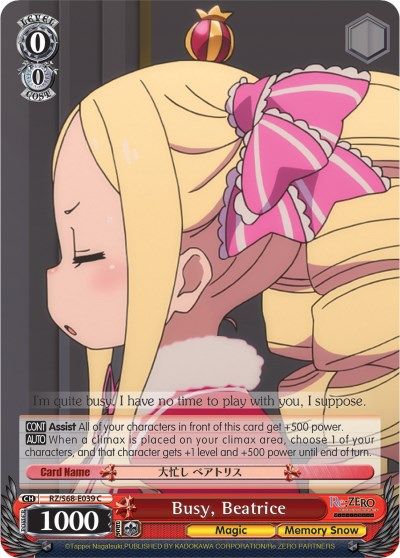 LEVEL
0
0
COST
I'm quite busy. I have no time to play with you, I suppose.
CONT Assist All of your characters in front of this card get +500 power.
AUTO When a climax is placed on your climax area, choose 1 of your
characters, and that character gets +1 level and +500 power until end of turn.
Card Name 大忙し ベアトリス
CH RZ/S68-E039 C
POWER 1000 Busy, Beatrice Re:ZERO
Magic Memory Snow
©Tappei Nagatsuki,PUBLISHED BY KADOKAWA CORPORATION/Re:ZERO PARTNERS